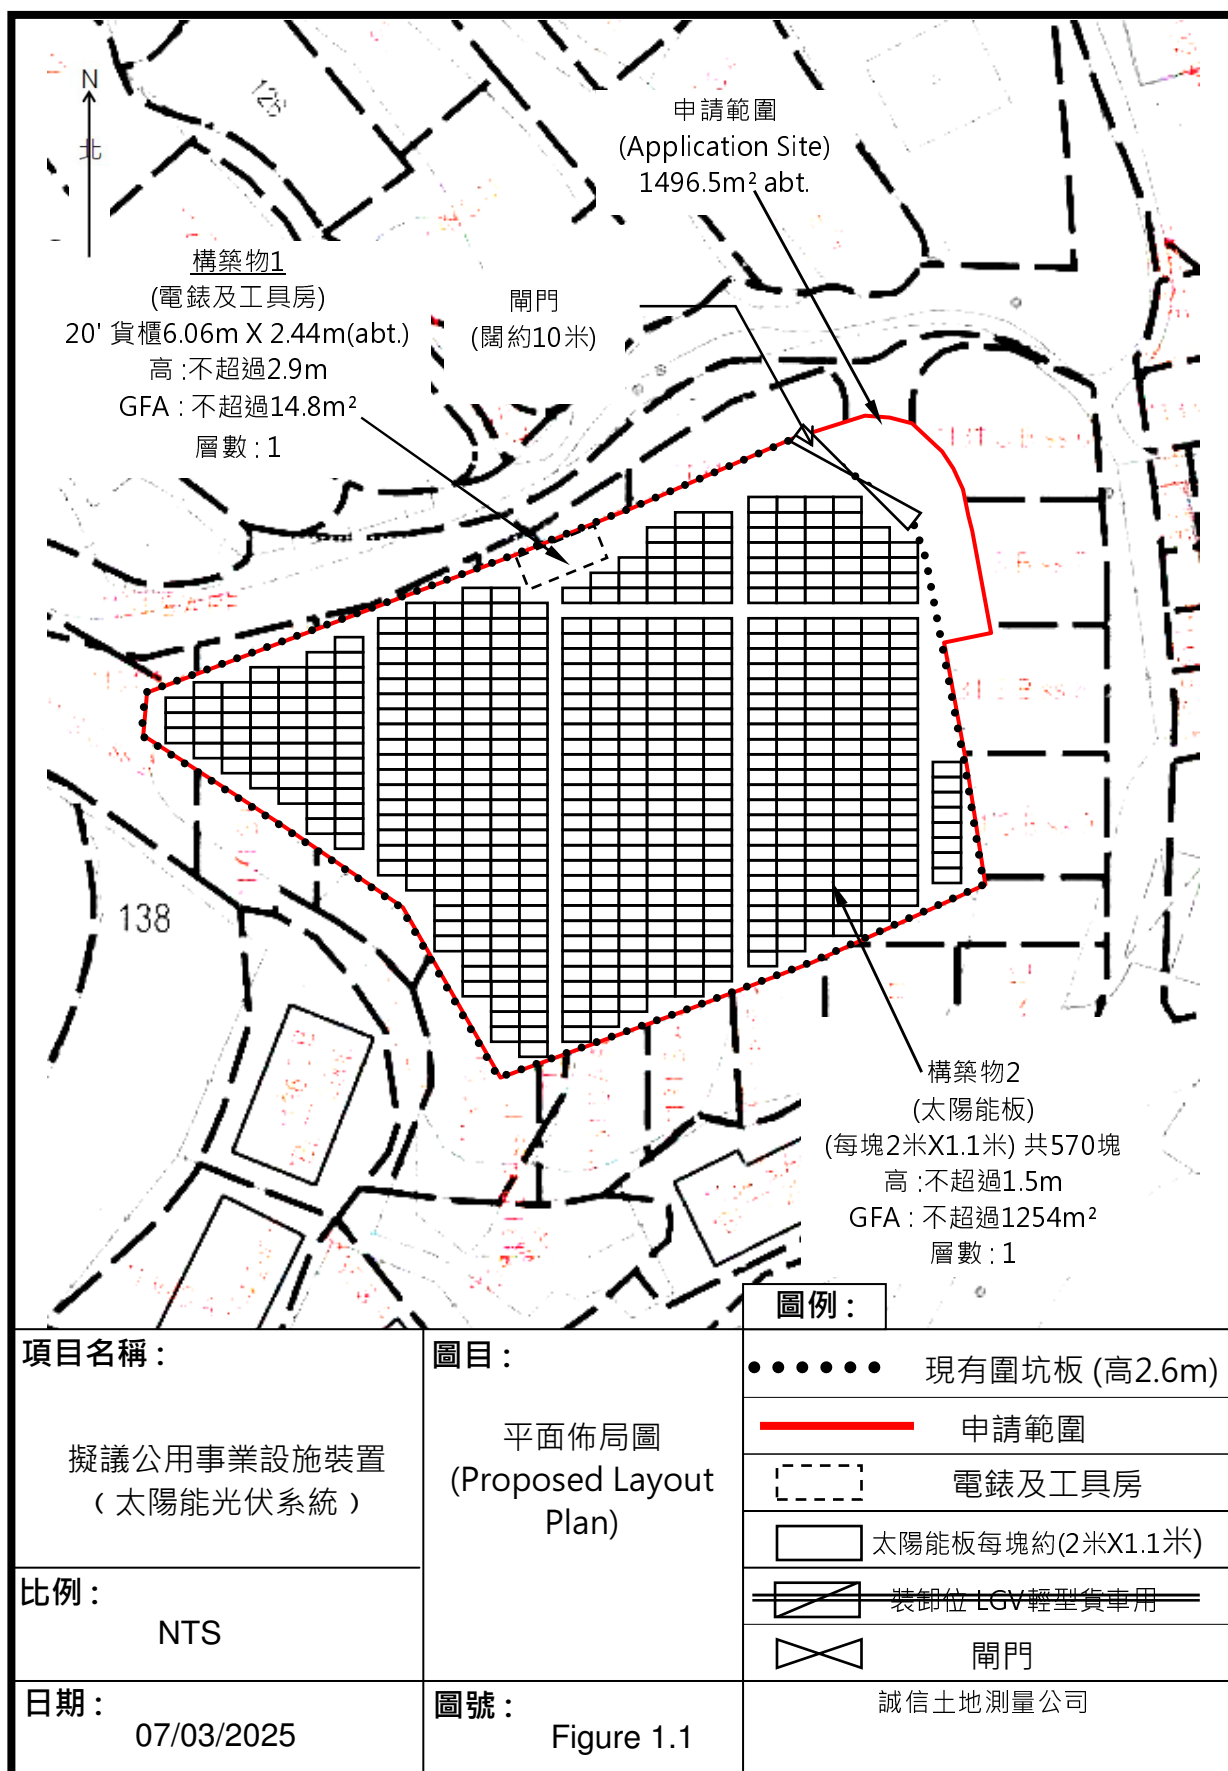 N
北
128
申請範圍
(Application Site)
1496.5m² abt.
構築物1
(電錶及工具房)
20' 貨櫃6.06m X 2.44m(abt.)
高 :不超過2.9m
GFA : 不超過14.8m²
層數 : 1
閘門
(闊約10米)
138
構築物2
(太陽能板)
(每塊2米X1.1米) 共570塊
高 :不超過1.5m
GFA : 不超過1254m²
層數 : 1
圖例 :
現有圍坑板 (高2.6m)
申請範圍
電錶及工具房
太陽能板每塊約(2米X1.1米)
裝卸位 LGV輕型貨車用
閘門
誠信土地測量公司
項目名稱 :
擬議公用事業設施裝置
( 太陽能光伏系統 )
圖目 :
平面佈局圖
(Proposed Layout
Plan)
比例 :
NTS
日期 :
07/03/2025
圖號 :
Figure 1.1